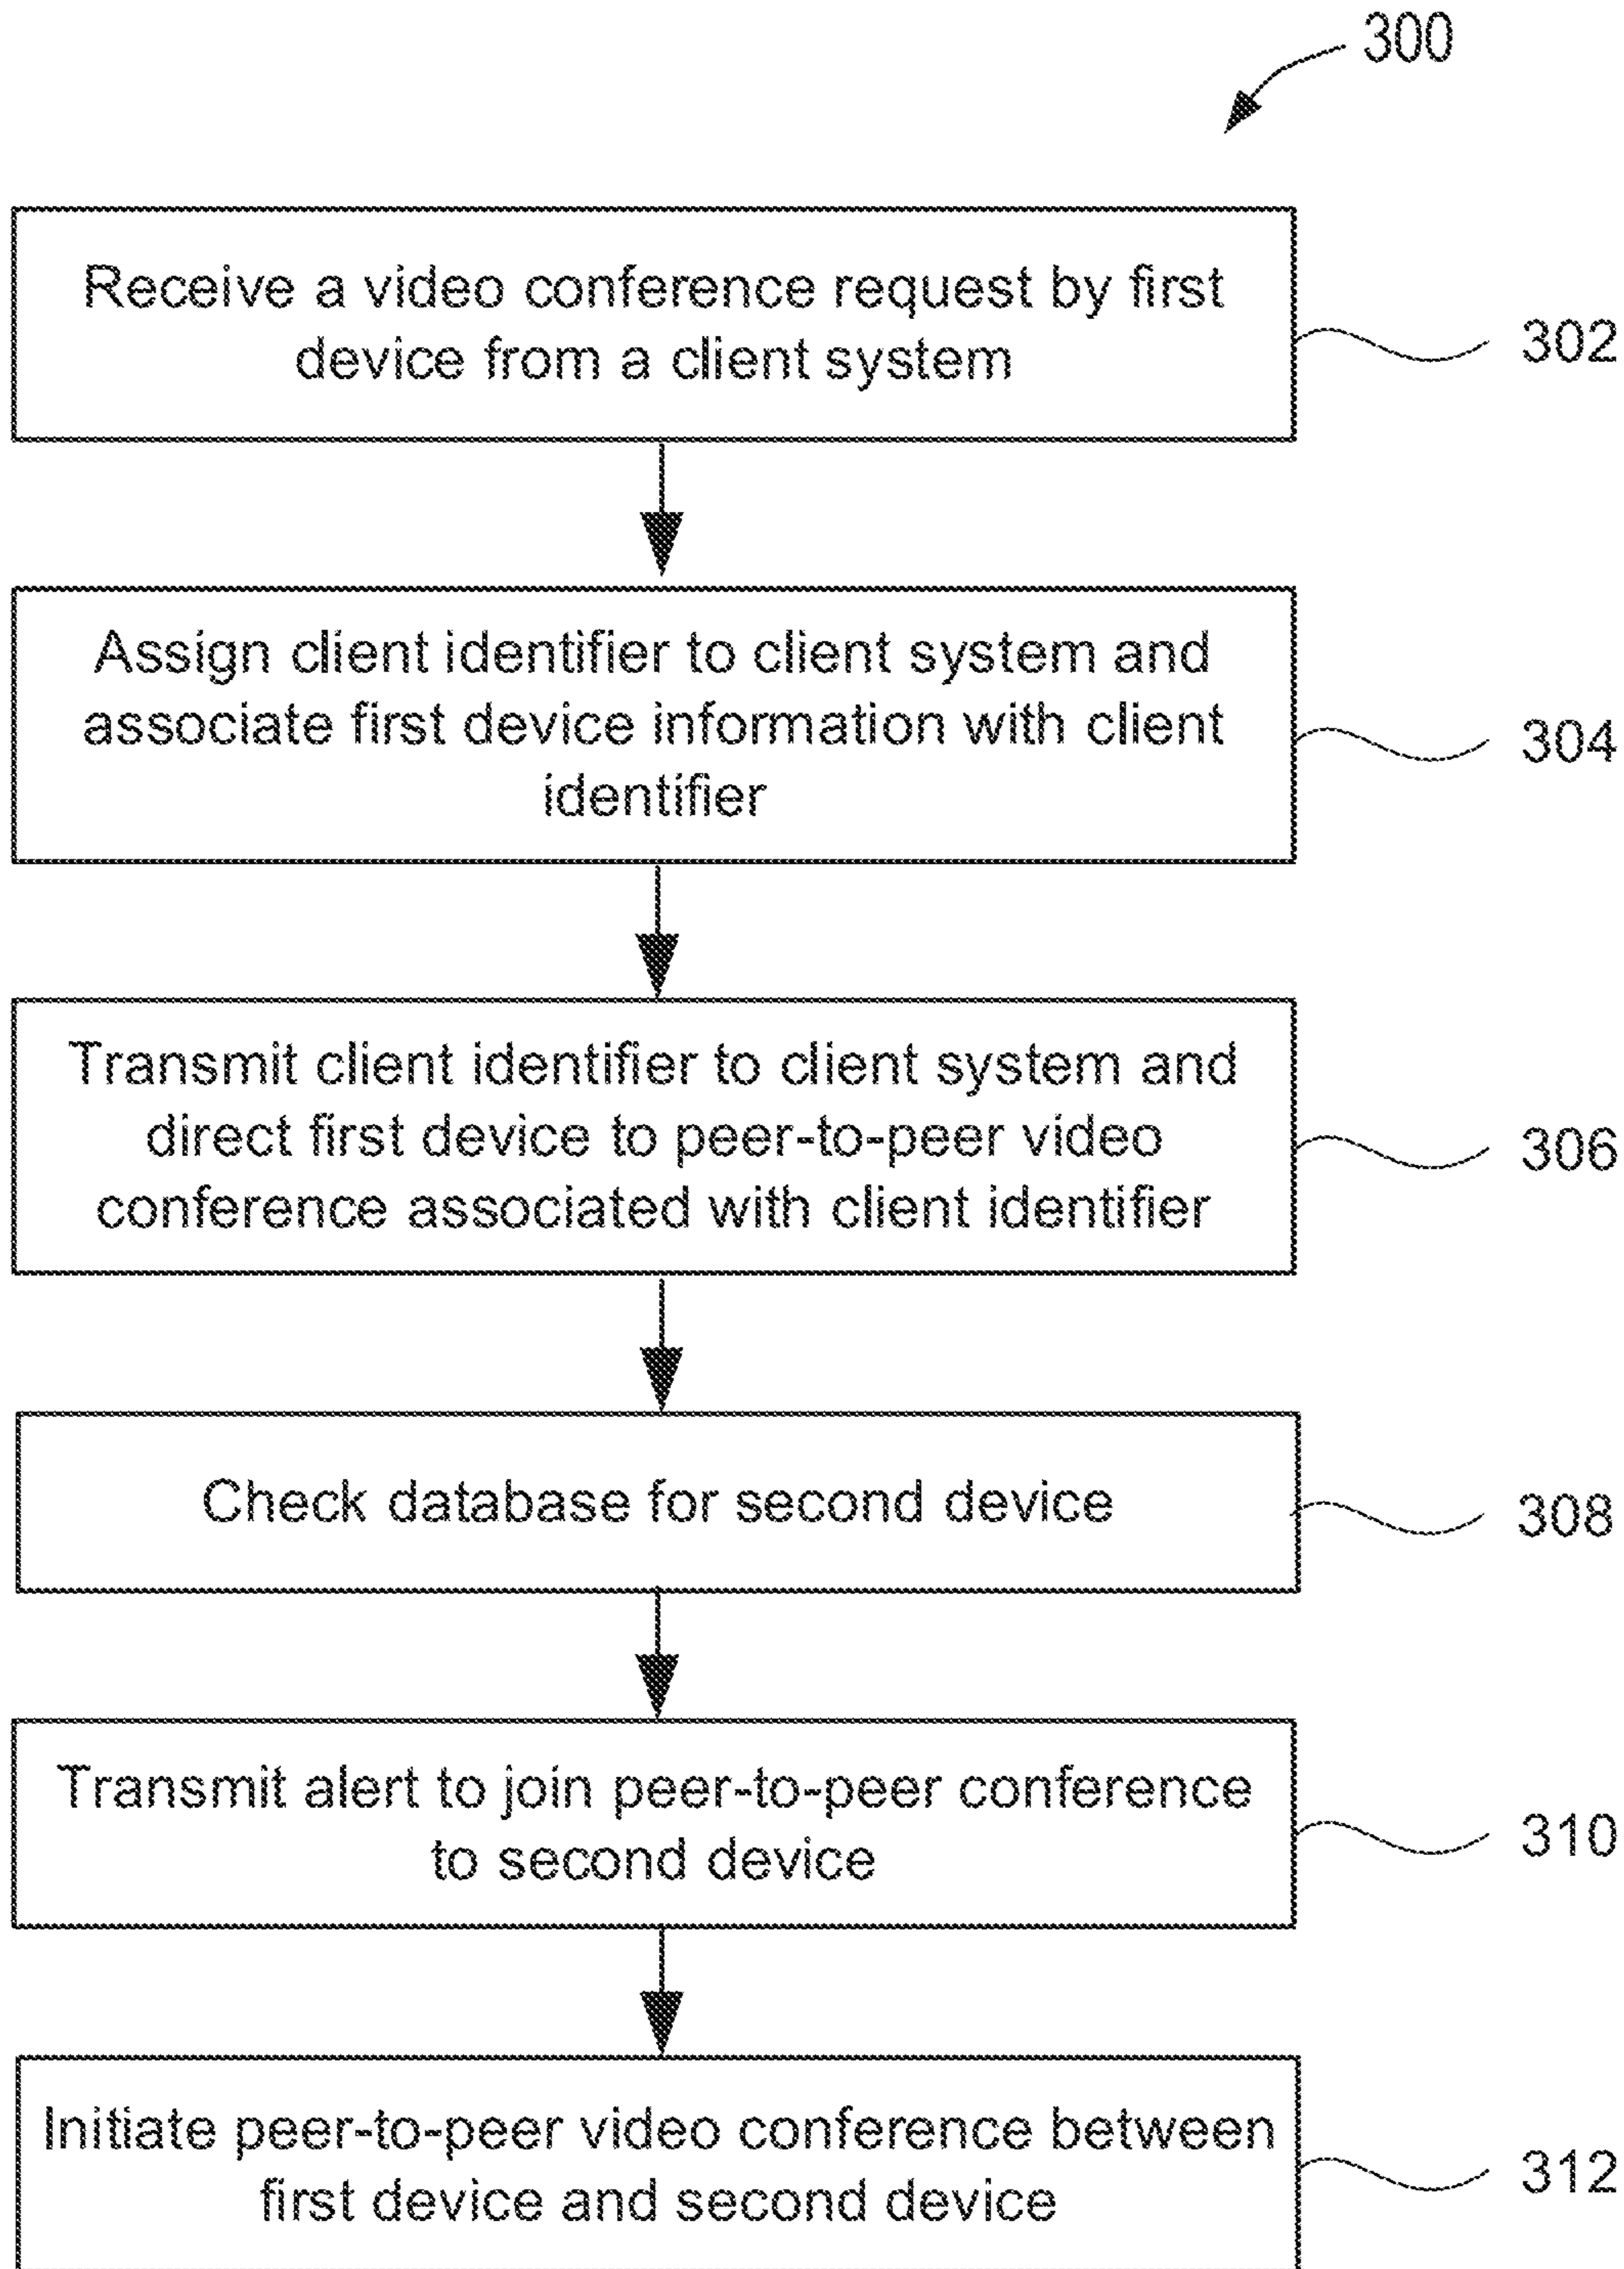 300
Receive a video conference request by first
device from a client system
302
Assign client identifier to client system and
associate first device information with client
identifier
304
Transmit client identifier to client system and
direct first device to peer-to-peer video
conference associated with client identifier
306
Check database for second device
308
Transmit alert to join peer-to-peer conference
to second device
310
Initiate peer-to-peer video conference between
first device and second device
312